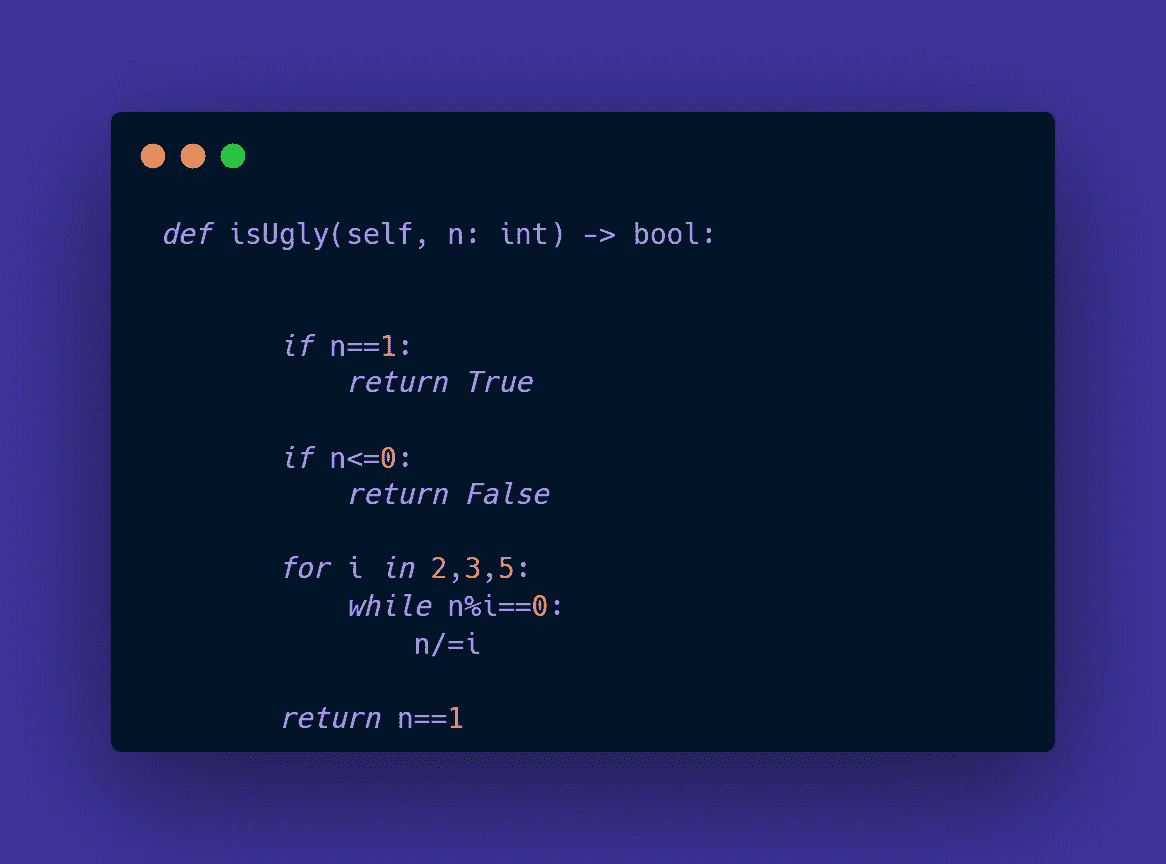 def isUgly(self, n: int) -> bool:
if n==1:
return True
if n<=0:
return False
for i in 2,3,5:
while n%i==0:
n/=i
return n==1